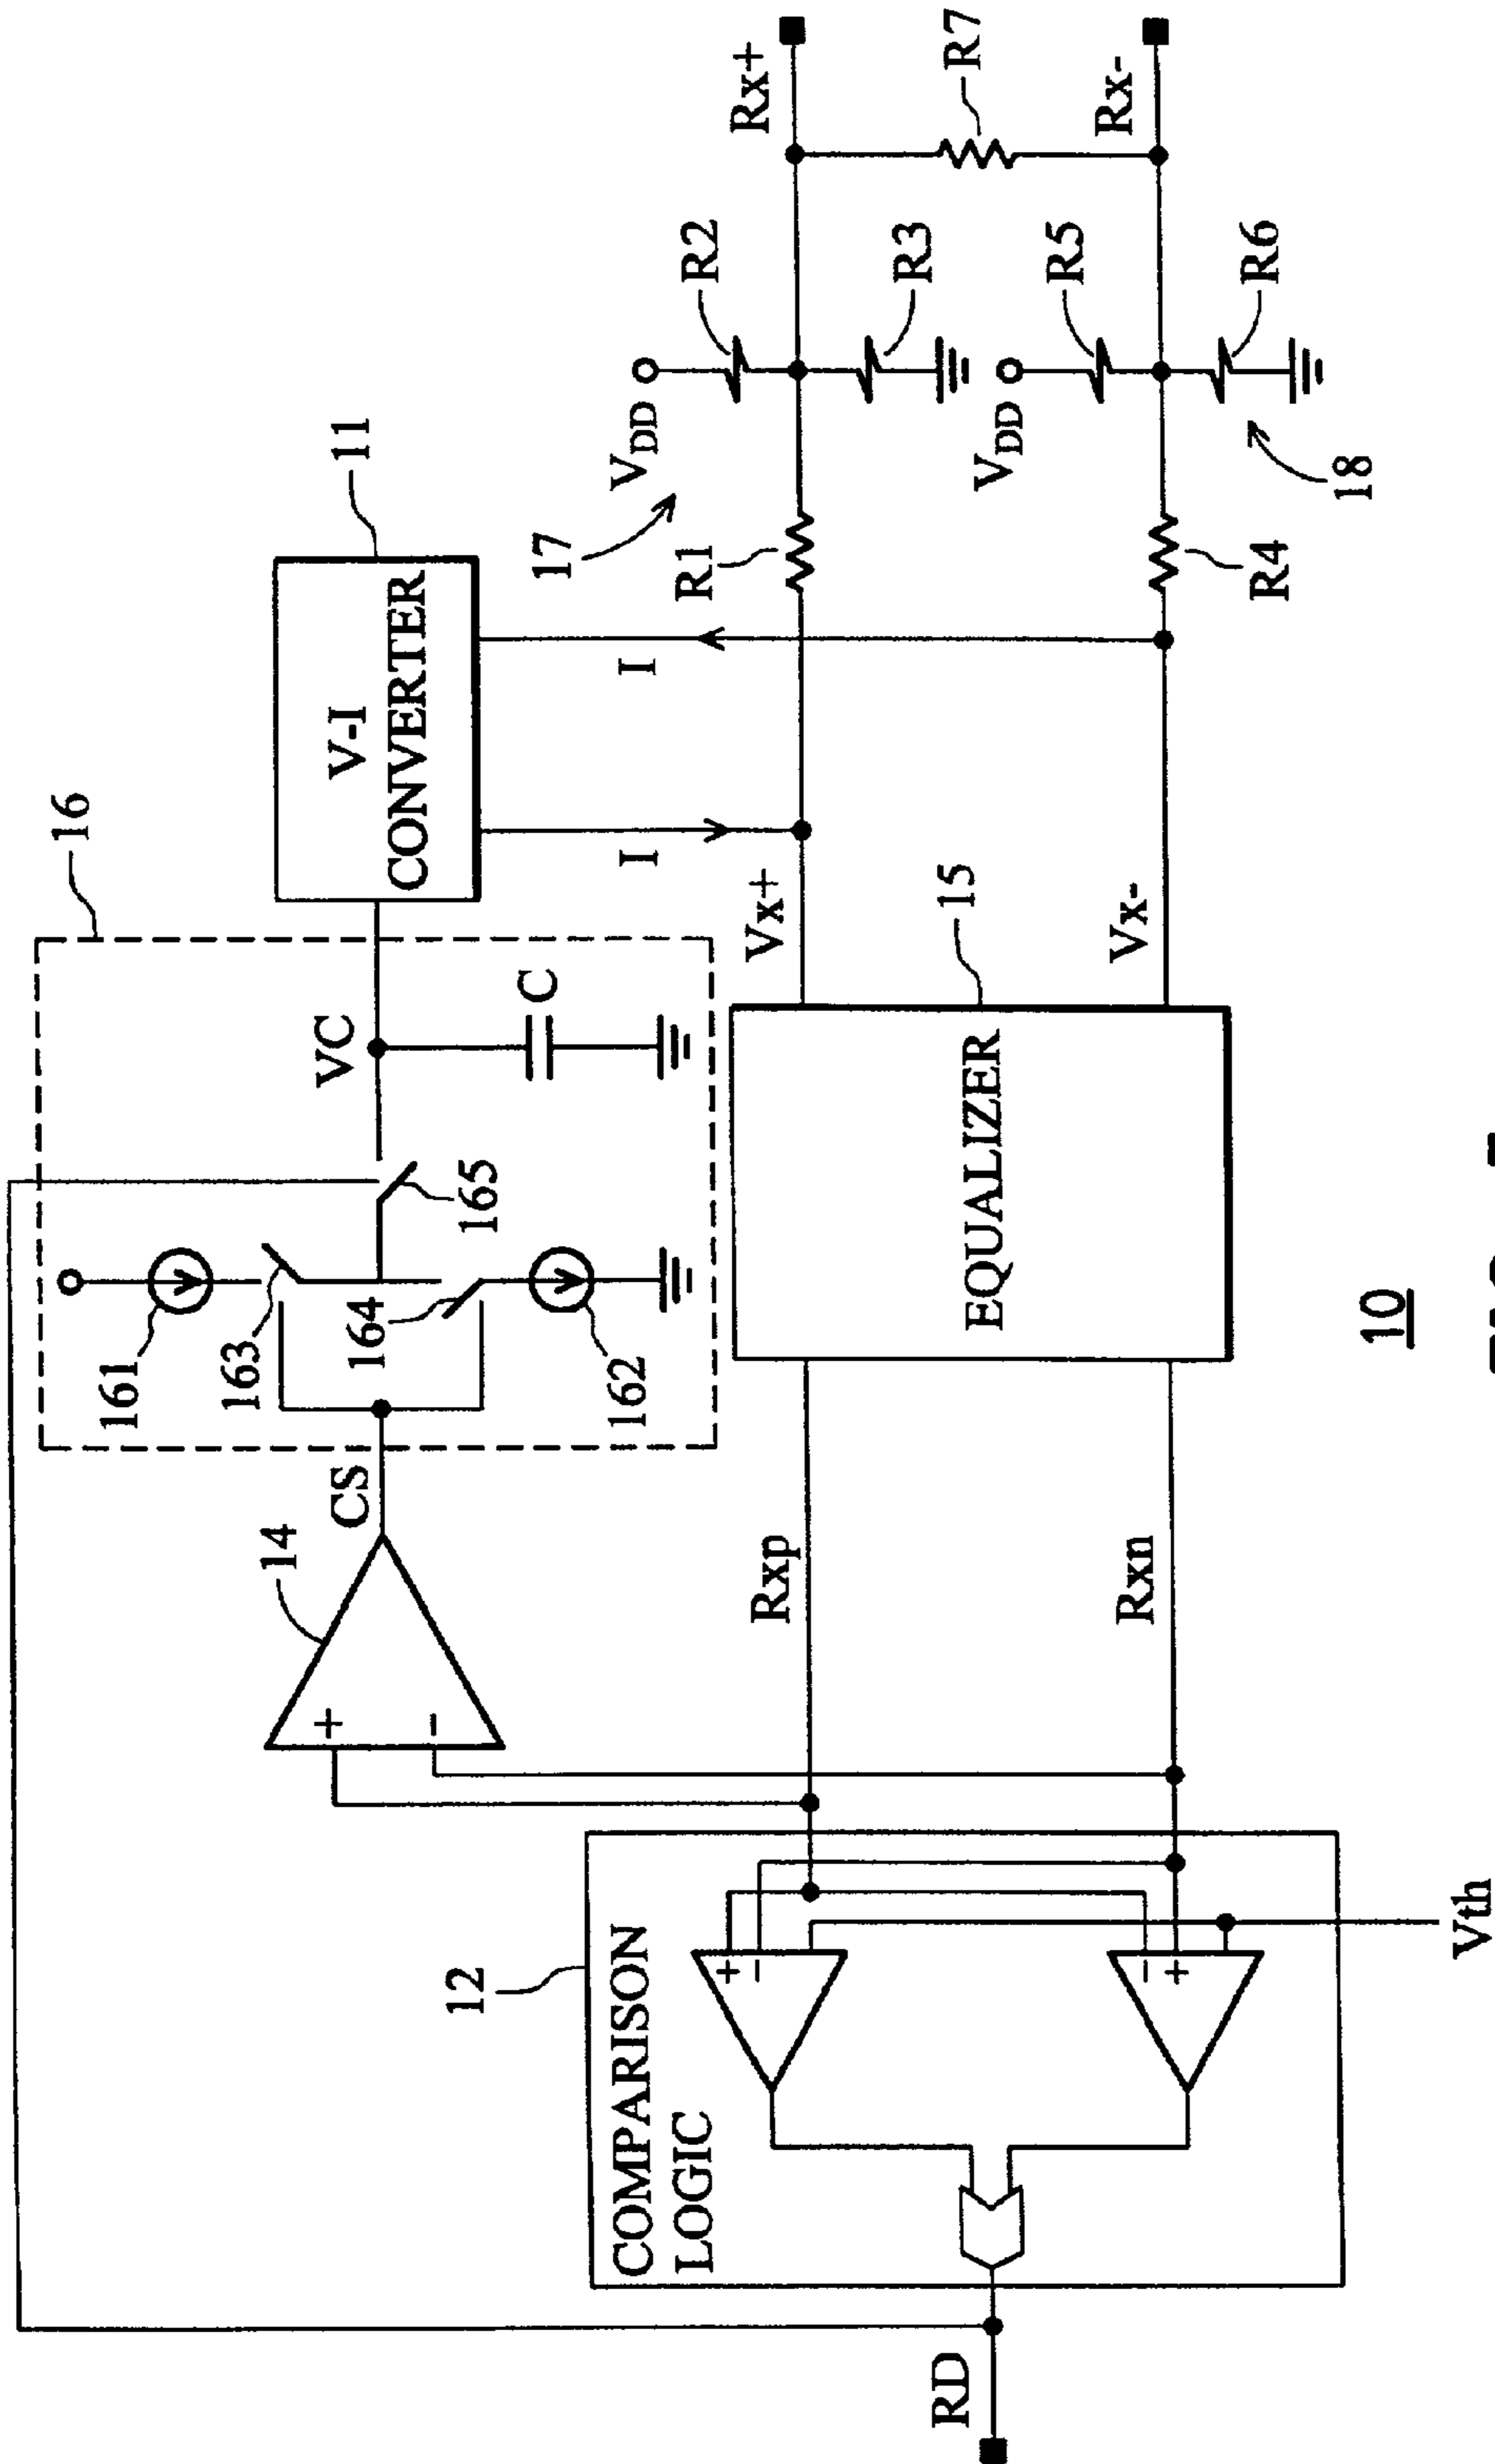 16
11
V-I
CONVERTER
14
CS
161
163
164
162
165
VC
C
I
I
17
VDD
R2
R3
R1
Rx+
R7
Rx-
VDD
R5
R6
R4
18
Vx+
Vx-
15
EQUALIZER
Rxp
Rxn
+
-
12
COMPARISON
LOGIC
+
-
-
+
Vth
RD
10